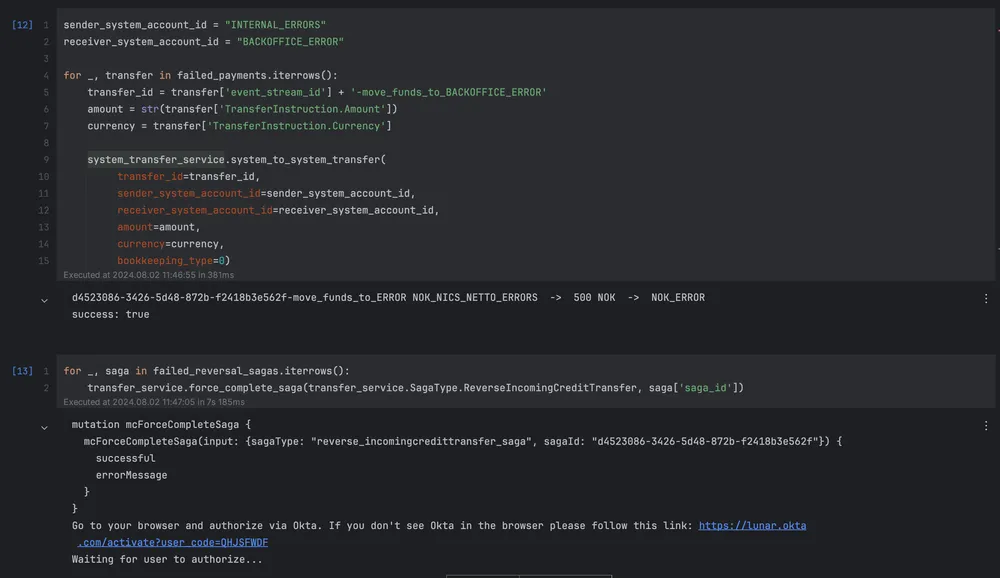 [12] 1 sender_system_account_id = "INTERNAL_ERRORS"
2 receiver_system_account_id = "BACKOFFICE_ERROR"
3
4 for _, transfer in failed_payments.iterrows():
5 transfer_id = transfer['event_stream_id'] + '-move_funds_to_BACKOFFICE_ERROR'
6 amount = str(transfer['TransferInstruction.Amount'])
7 currency = transfer['TransferInstruction.Currency']
8
9 system_transfer_service.system_to_system_transfer(
10 transfer_id=transfer_id,
11 sender_system_account_id=sender_system_account_id,
12 receiver_system_account_id=receiver_system_account_id,
13 amount=amount,
14 currency=currency,
15 bookkeeping_type=0)
Executed at 2024.08.02 11:46:55 in 381ms
d4523086-3426-5d48-872b-f2418b3e562f-move_funds_to_ERROR NOK_NICS_NETTO_ERRORS -> 500 NOK -> NOK_ERROR
success: true
[13] 1 for _, saga in failed_reversal_sagas.iterrows():
2 transfer_service.force_complete_saga(transfer_service.SagaType.ReverseIncomingCreditTransfer, saga['saga_id'])
Executed at 2024.08.02 11:47:05 in 7s 185ms
mutation mcForceCompleteSaga {
mcForceCompleteSaga(input: {sagaType: "reverse_incomingcredittransfer_saga", sagaId: "d4523086-3426-5d48-872b-f2418b3e562f"}) {
successful
errorMessage
}
}
Go to your browser and authorize via Okta. If you don't see Okta in the browser please follow this link: https://lunar.okta
.com/activate?user_code=QHJSFWDF
Waiting for user to authorize...